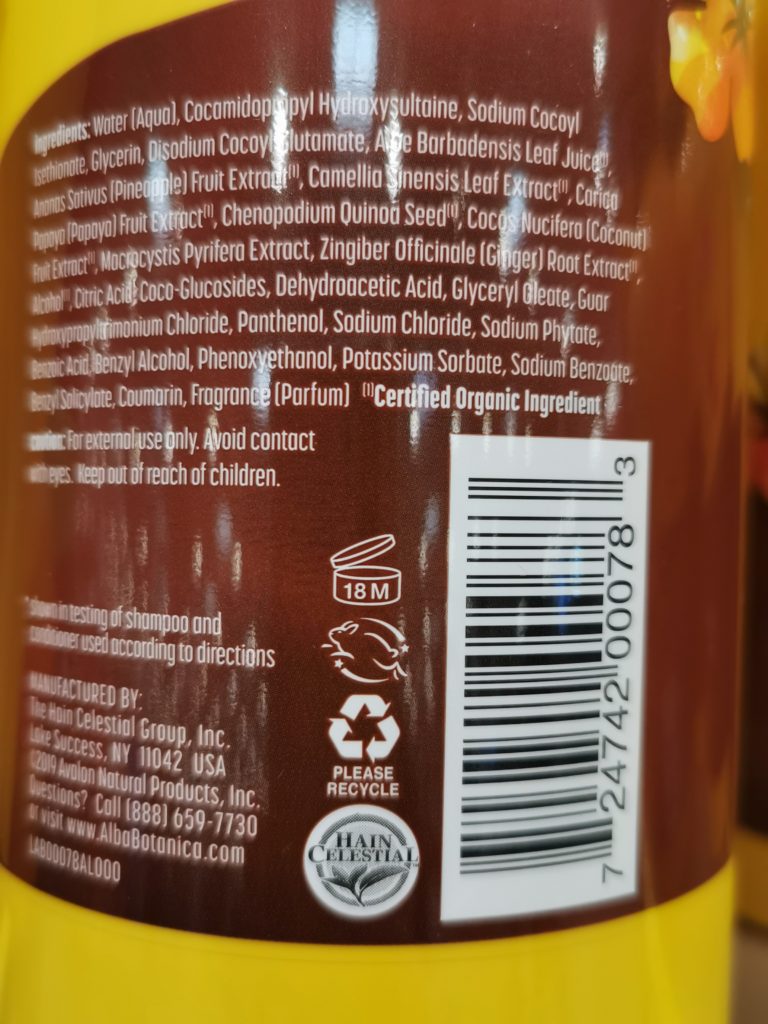 Ingredients: Water (Aqua), Cocamidopropyl Hydroxysultaine, Sodium Cocoyl
Isethionate, Glycerin, Disodium Cocoyl Glutamate, Aloe Barbadensis Leaf Juice⁽¹⁾,
Ananas Sativus (Pineapple) Fruit Extract⁽¹⁾, Camellia Sinensis Leaf Extract⁽¹⁾, Carica
Papaya (Papaya) Fruit Extract⁽¹⁾, Chenopodium Quinoa Seed⁽¹⁾, Cocos Nucifera (Coconut)
Fruit Extract⁽¹⁾, Macrocystis Pyrifera Extract, Zingiber Officinale (Ginger) Root Extract⁽¹⁾,
Alcohol⁽¹⁾, Citric Acid, Coco-Glucosides, Dehydroacetic Acid, Glyceryl Oleate, Guar
Hydroxypropyltrimonium Chloride, Panthenol, Sodium Chloride, Sodium Phytate,
Benzoic Acid, Benzyl Alcohol, Phenoxyethanol, Potassium Sorbate, Sodium Benzoate,
Benzyl Salicylate, Coumarin, Fragrance (Parfum) ⁽¹⁾Certified Organic Ingredient
Caution: For external use only. Avoid contact
with eyes. Keep out of reach of children.
18 M
*shown in testing of shampoo and
conditioner used according to directions
MANUFACTURED BY:
The Hain Celestial Group, Inc.
Lake Success, NY 11042 USA
©2019 Avalon Natural Products, Inc.
Questions? Call (888) 659-7730
or visit www.AlbaBotanica.com
LAB00078AL000
PLEASE
RECYCLE
HAIN
CELESTIAL
7 24742 00078 3